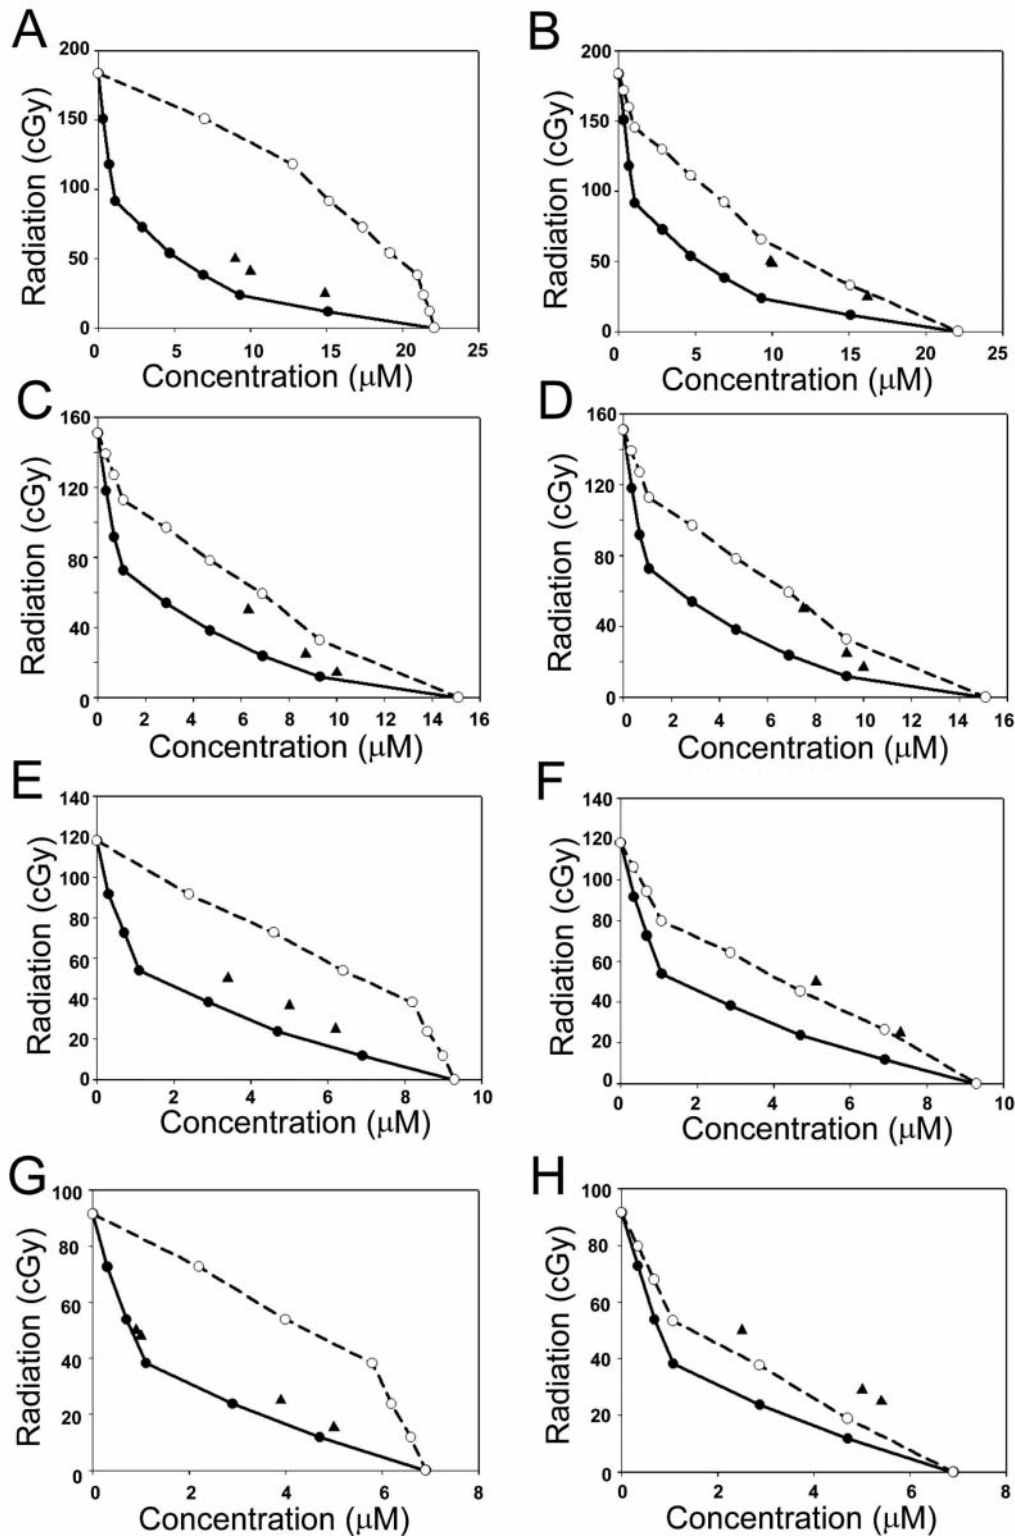 A
B
200
150
100
50
0
Radiation (cGy)
0 5 10 15 20 25
Concentration (μM)
200
150
100
50
0
Radiation (cGy)
0 5 10 15 20 25
Concentration (μM)
C
D
160
120
80
40
0
Radiation (cGy)
0 2 4 6 8 10 12 14 16
Concentration (μM)
160
120
80
40
0
Radiation (cGy)
0 2 4 6 8 10 12 14 16
Concentration (μM)
E
F
140
120
100
80
60
40
20
0
Radiation (cGy)
0 2 4 6 8 10
Concentration (μM)
140
120
100
80
60
40
20
0
Radiation (cGy)
0 2 4 6 8 10
Concentration (μM)
G
H
100
80
60
40
20
0
Radiation (cGy)
0 2 4 6 8
Concentration (μM)
100
80
60
40
20
0
Radiation (cGy)
0 2 4 6 8
Concentration (μM)